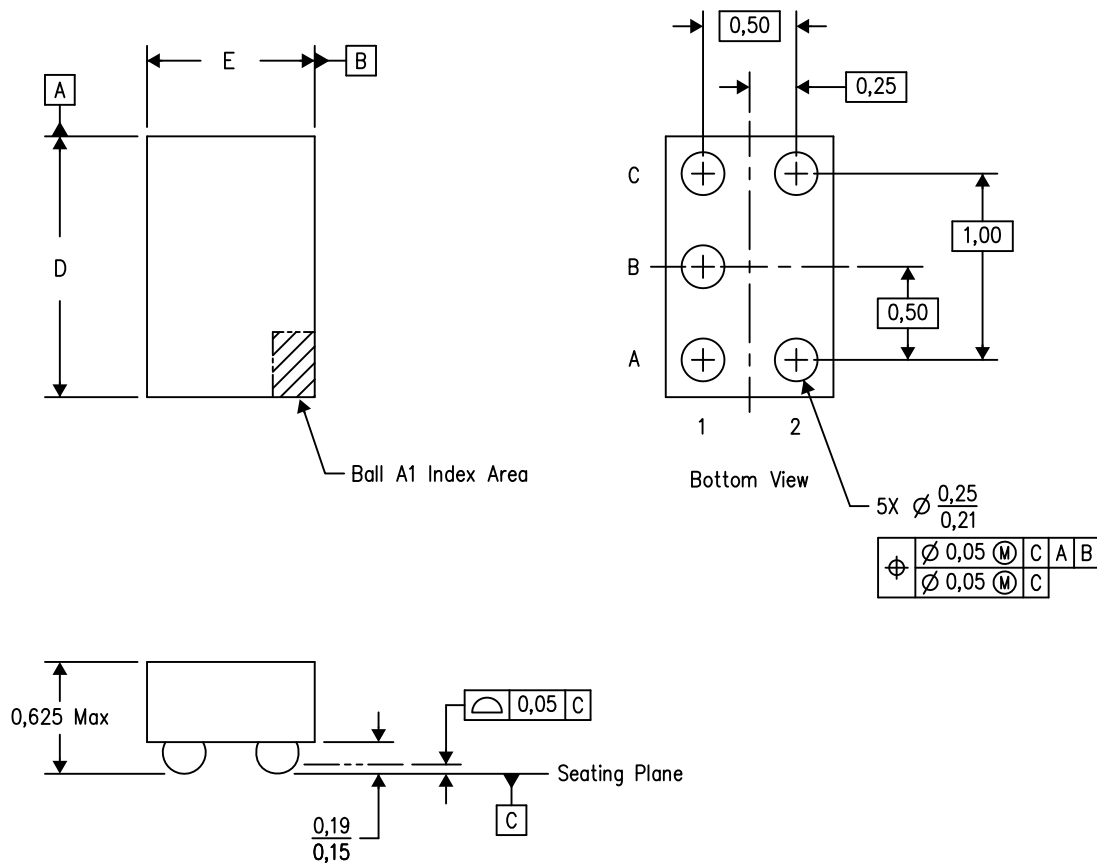 0,50
E
B
A
0,25
C
D
1,00
B
0,50
A
1
2
Ball A1 Index Area
Bottom View
5X Ø 0,25
0,21
Ø 0,05 Ⓜ C A B
Ø 0,05 Ⓜ C
0,05 C
0,625 Max
Seating Plane
C
0,19
0,15